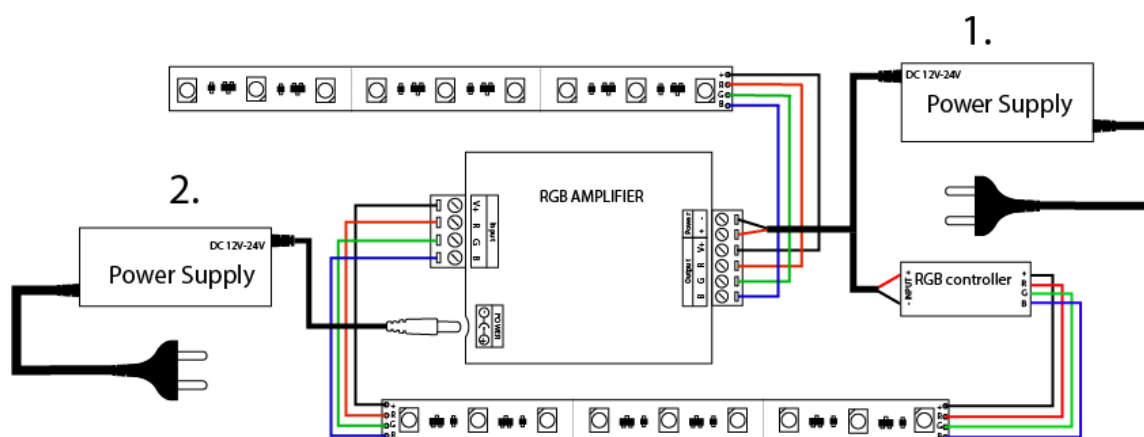 1.
DC 12V-24V
Power Supply
+
R
G
B
2.
DC 12V-24V
Power Supply
RGB AMPLIFIER
V+
R
G
B
Input
Power
- +
Output
V+
R
G
B
POWER
RGB controller
+
INPUT
-
+
R
G
B
+
R
G
B
+
R
G
B